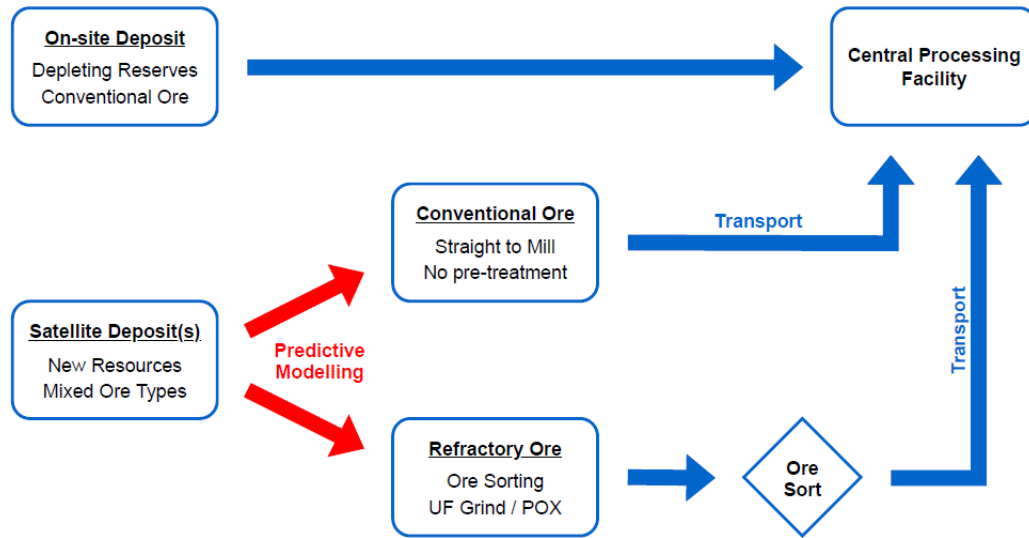 On-site Deposit
Depleting Reserves
Conventional Ore
Central Processing
Facility
Conventional Ore
Straight to Mill
No pre-treatment
Transport
Transport
Satellite Deposit(s)
New Resources
Mixed Ore Types
Predictive
Modelling
Refractory Ore
Ore Sorting
UF Grind / POX
Ore
Sort